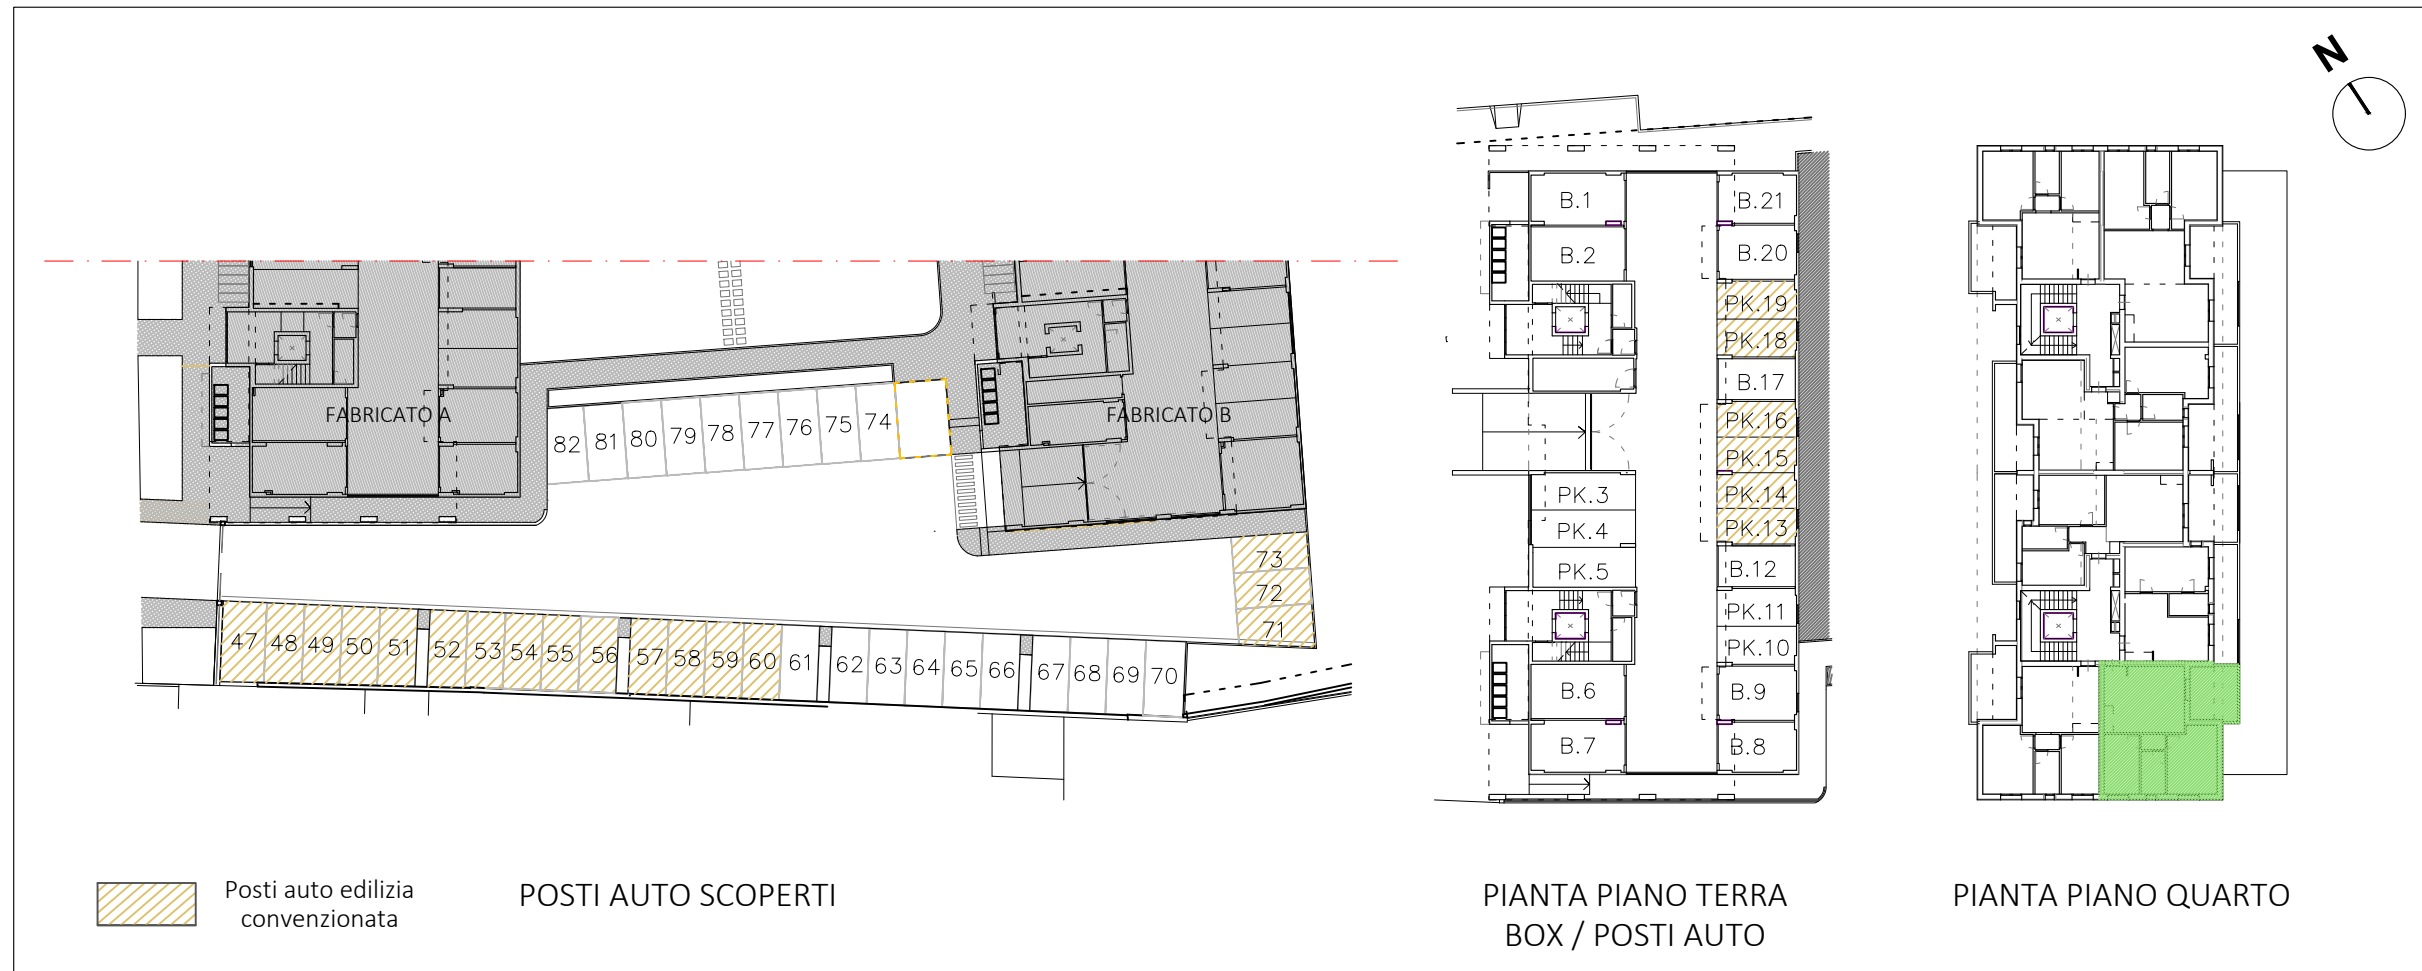 N
FABRICATO A
FABRICATO B
82 81 80 79 78 77 76 75 74
73
72
71
47 48 49 50 51 52 53 54 55 56 57 58 59 60 61 62 63 64 65 66 67 68 69 70
B.1
B.21
B.2
B.20
PK.19
PK.18
B.17
PK.16
PK.15
PK.3
PK.14
PK.4
PK.13
PK.5
B.12
PK.11
PK.10
B.6
B.9
B.7
B.8
Posti auto edilizia
convenzionata
POSTI AUTO SCOPERTI
PIANTA PIANO TERRA
BOX / POSTI AUTO
PIANTA PIANO QUARTO